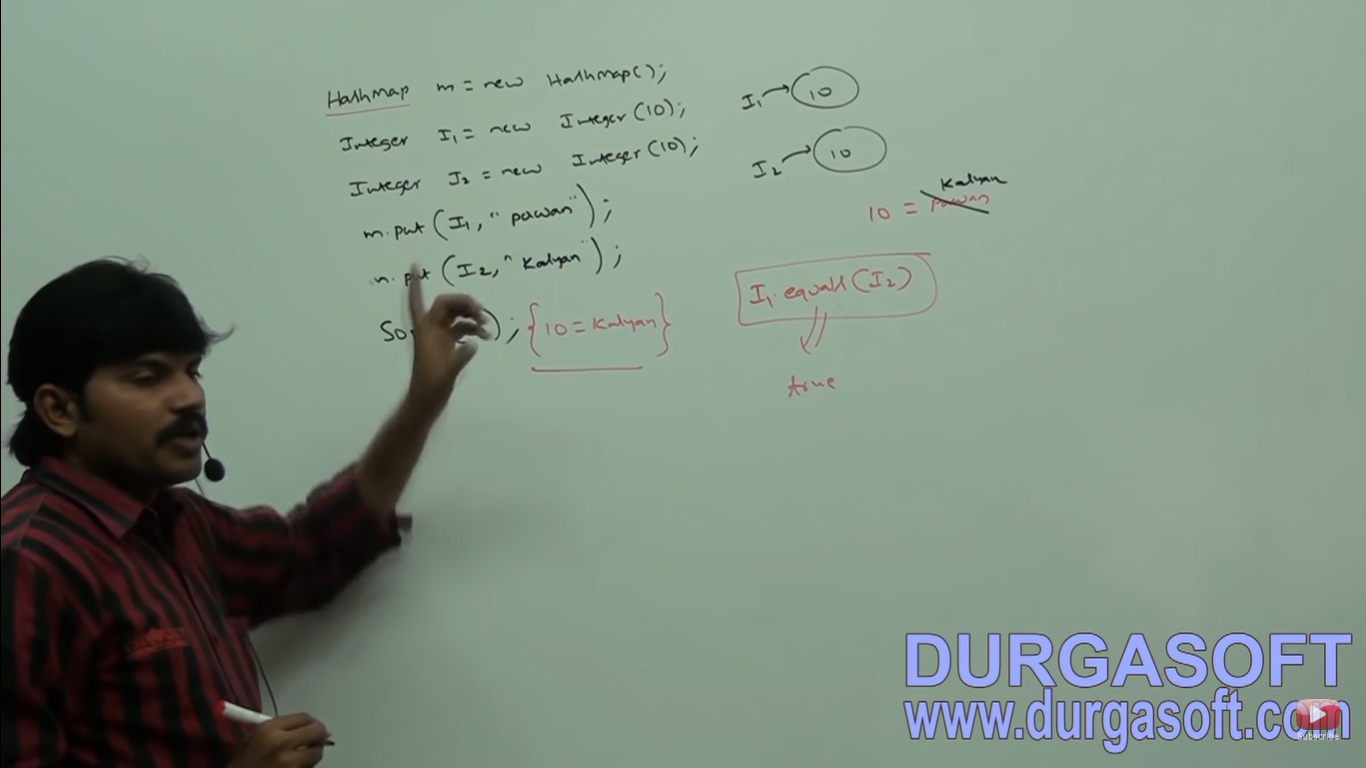 HashMap m = new HashMap();
Integer I1 = new Integer(10);
Integer I2 = new Integer(10);
m.put(I1, "pawan");
m.put(I2, "Kalyan");
); {10=Kalyan}
I1→10
I2→10
Kalyan
10 = pawan
I1.equals(I2)
true
DURGASOFT
www.durgasoft.com
Subscribe